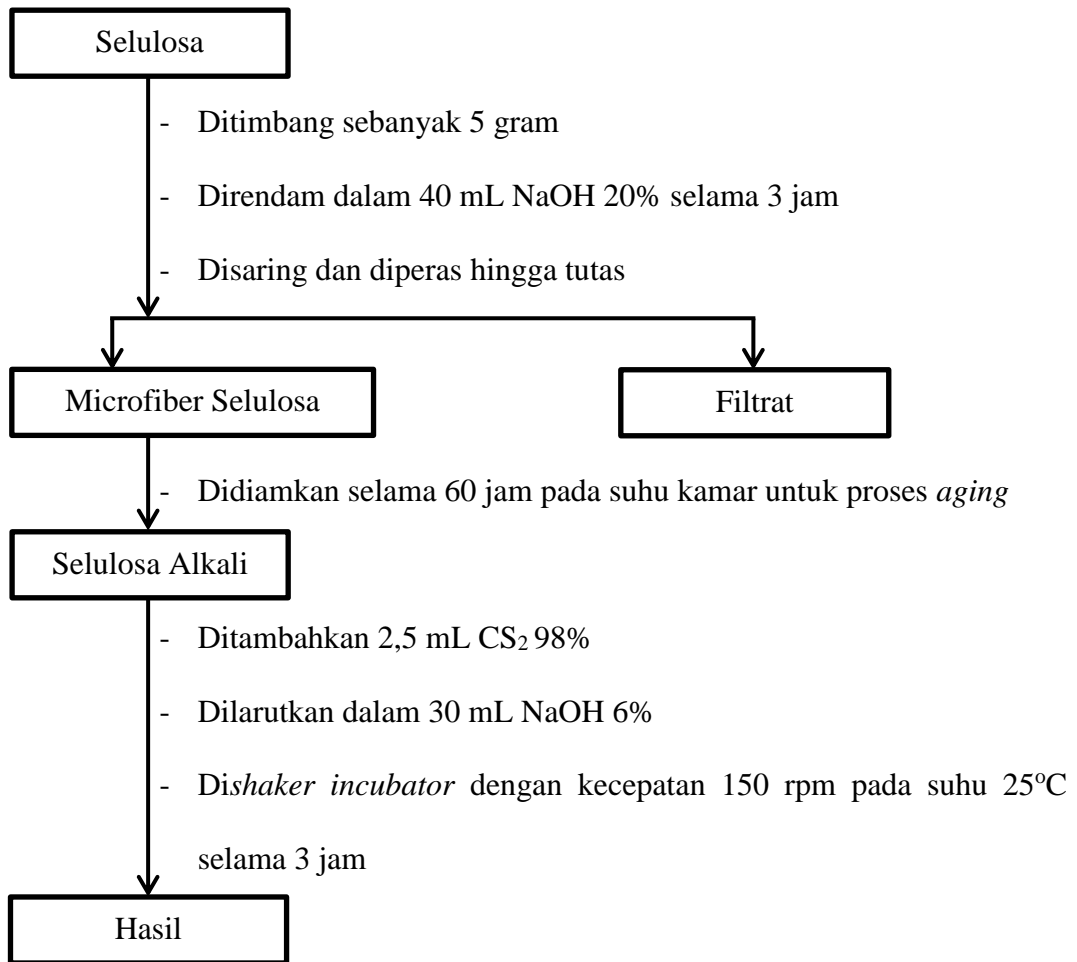 Selulosa
- Ditimbang sebanyak 5 gram
- Direndam dalam 40 mL NaOH 20% selama 3 jam
- Disaring dan diperas hingga tutas
Microfiber Selulosa
Filtrat
- Didiamkan selama 60 jam pada suhu kamar untuk proses aging
Selulosa Alkali
- Ditambahkan 2,5 mL CS₂ 98%
- Dilarutkan dalam 30 mL NaOH 6%
- Dishaker incubator dengan kecepatan 150 rpm pada suhu 25°C
selama 3 jam
Hasil